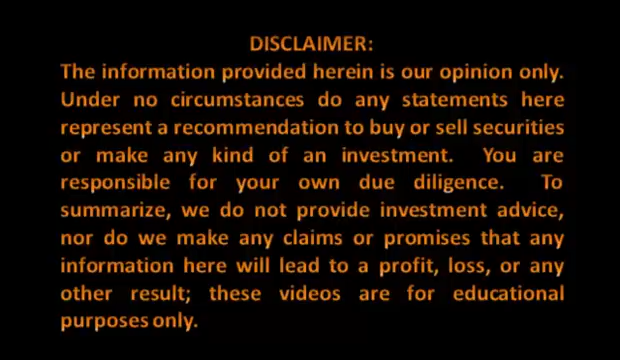 DISCLAIMER:
The information provided herein is our opinion only.
Under no circumstances do any statements here
represent a recommendation to buy or sell securities
or make any kind of an investment. You are
responsible for your own due diligence. To
summarize, we do not provide investment advice,
nor do we make any claims or promises that any
information here will lead to a profit, loss, or any
other result; these videos are for educational
purposes only.